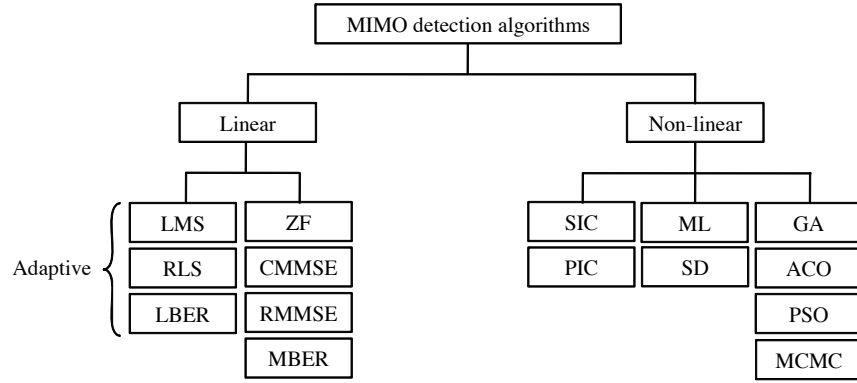 MIMO detection algorithms
Linear
Non-linear
Adaptive
LMS
RLS
LBER
ZF
CMMSE
RMMSE
MBER
SIC
PIC
ML
SD
GA
ACO
PSO
MCMC